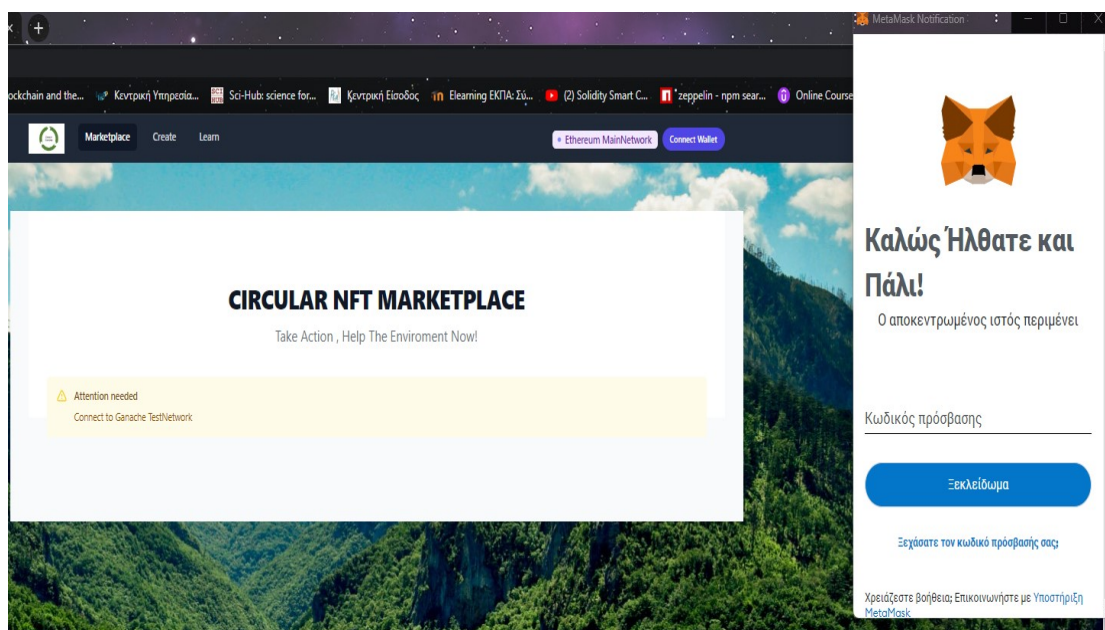 MetaMask Notification
ockchain and the... Κεντρική Υπηρεσία... Sci-Hub: science for... Κεντρική Είσοδος Elearning ΕΚΠΑ: Σύ... (2) Solidity Smart C... zeppelin - npm sear... Online Course
Marketplace Create Learn Ethereum MainNetwork Connect Wallet
CIRCULAR NFT MARKETPLACE
Take Action , Help The Enviroment Now!
Attention needed
Connect to Ganache TestNetwork
Καλώς Ήλθατε και
Πάλι!
Ο αποκεντρωμένος ιστός περιμένει
Κωδικός πρόσβασης
Ξεκλείδωμα
Ξεχάσατε τον κωδικό πρόσβασής σας;
Χρειάζεστε βοήθεια; Επικοινωνήστε με Υποστήριξη
MetaMask